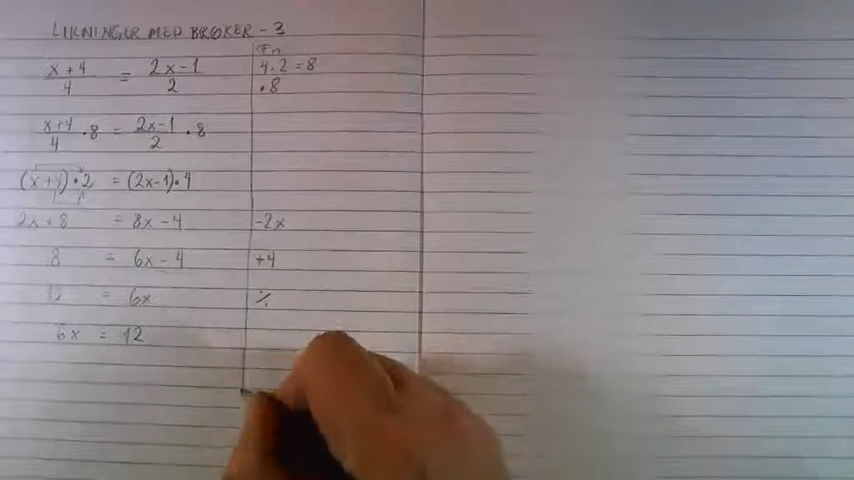 LIKNINGER MED BRØKER - 3
Fn
x+4/4 = 2x-1/2 4·2=8
·8
x+4/4 ·8 = 2x-1/2 ·8
(x+4)·2 = (2x-1)·4
2x+8 = 8x-4 -2x
8 = 6x-4 +4
12 = 6x ⁒
6x = 12